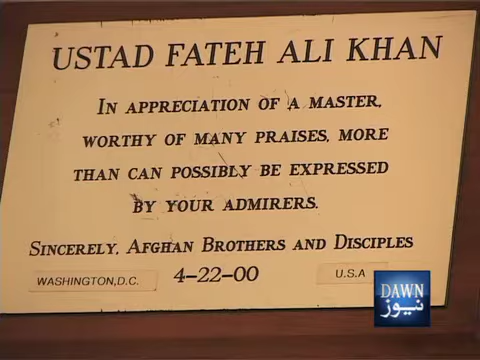 USTAD FATEH ALI KHAN
IN APPRECIATION OF A MASTER,
WORTHY OF MANY PRAISES, MORE
THAN CAN POSSIBLY BE EXPRESSED
BY YOUR ADMIRERS.
SINCERELY, AFGHAN BROTHERS AND DISCIPLES
WASHINGTON,D.C. 4-22-00 U.S.A
DAWN
نیوز